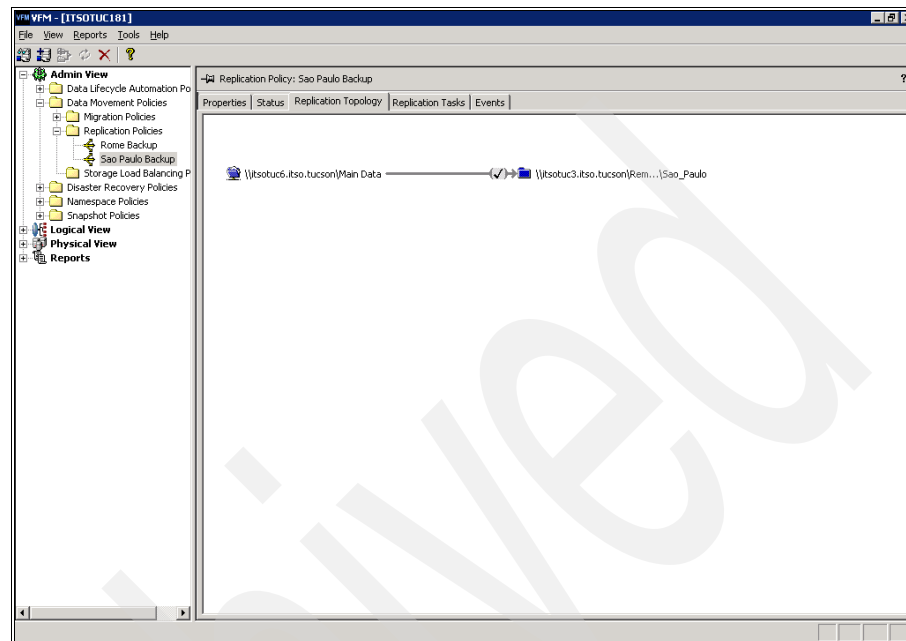 VFM VFM - [ITSOTUC181]
File View Reports Tools Help
Admin View
Data Lifecycle Automation Po
Data Movement Policies
Migration Policies
Replication Policies
Rome Backup
Sao Paulo Backup
Storage Load Balancing P
Disaster Recovery Policies
Namespace Policies
Snapshot Policies
Logical View
Physical View
Reports
Replication Policy: Sao Paulo Backup
?
Properties Status Replication Topology Replication Tasks Events
\\itsotuc6.itso.tucson\Main Data \\itsotuc3.itso.tucson\Rem...\Sao_Paulo
hived